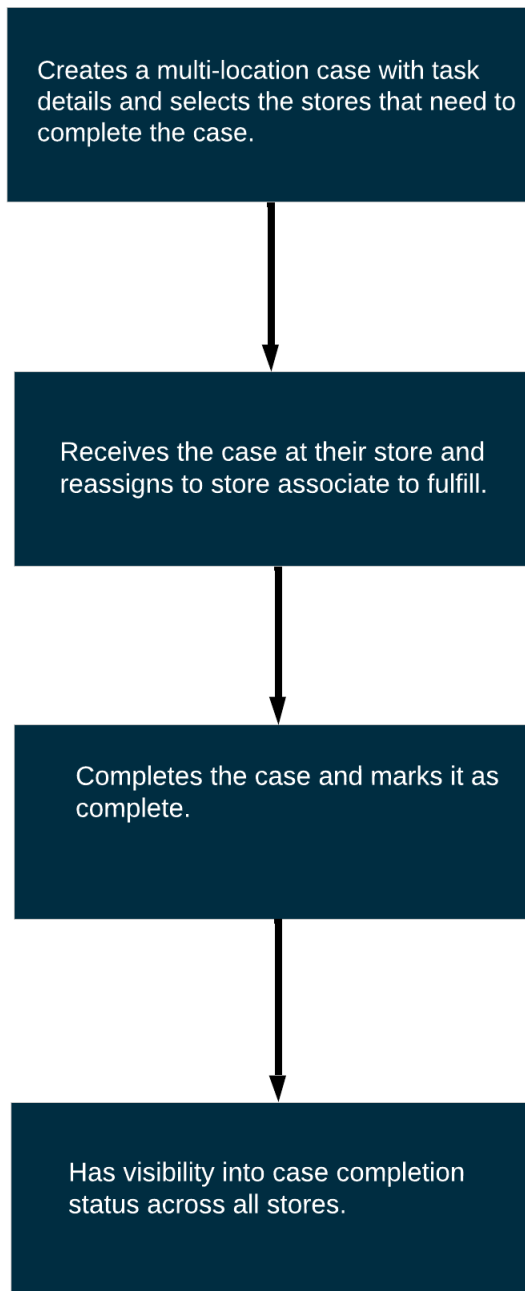 Creates a multi-location case with task
details and selects the stores that need to
complete the case.
Receives the case at their store and
reassigns to store associate to fulfill.
Completes the case and marks it as
complete.
Has visibility into case completion
status across all stores.